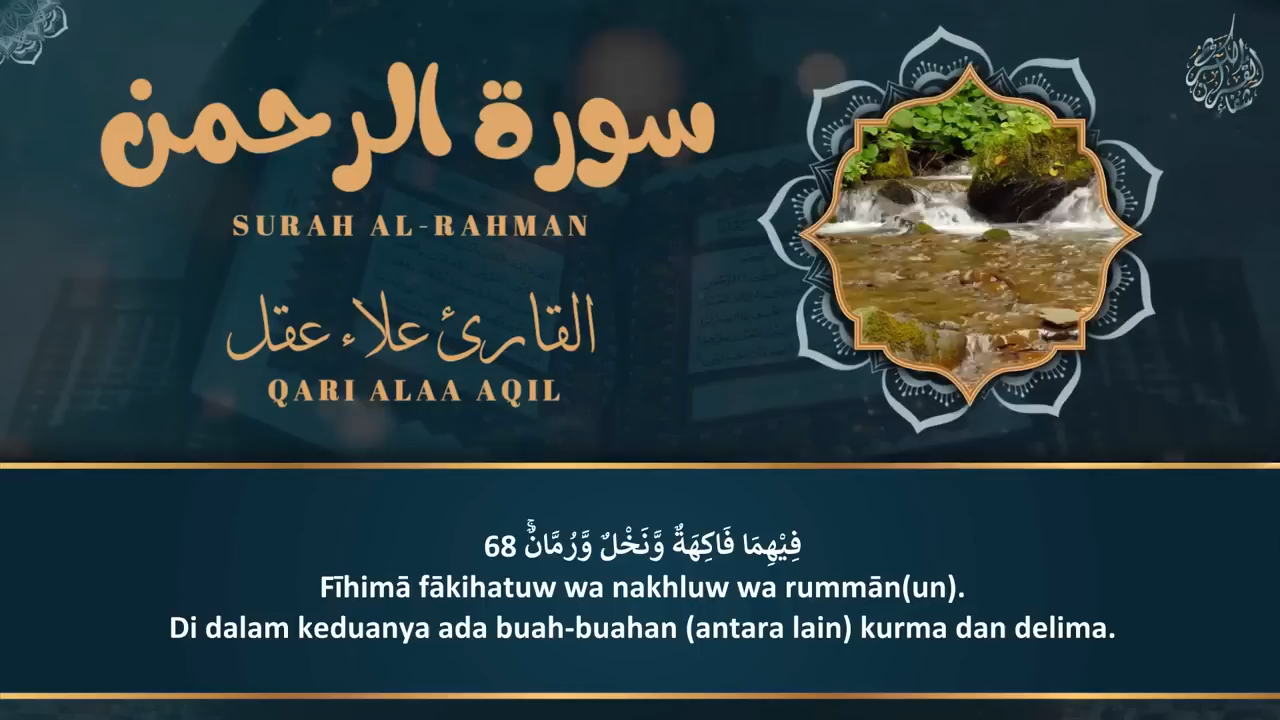 سورة الرحمن
SURAH AL-RAHMAN
القارئ علاء عقل
QARI ALAA AQIL
فِيْهِمَا فَاكِهَةٌ وَّنَخْلٌ وَّرُمَّانٌۚ 68
Fīhimā fākihatuw wa nakhluw wa rummān(un).
Di dalam keduanya ada buah-buahan (antara lain) kurma dan delima.